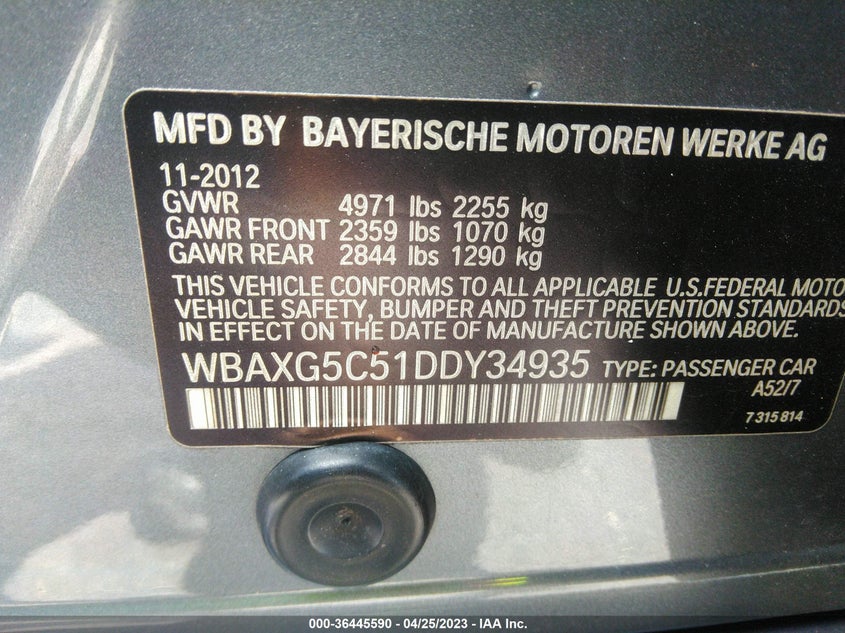 MFD BY BAYERISCHE MOTOREN WERKE AG
11-2012
GVWR 4971 lbs 2255 kg
GAWR FRONT 2359 lbs 1070 kg
GAWR REAR 2844 lbs 1290 kg
THIS VEHICLE CONFORMS TO ALL APPLICABLE U.S.FEDERAL MOTO
VEHICLE SAFETY, BUMPER AND THEFT PREVENTION STANDARDS
IN EFFECT ON THE DATE OF MANUFACTURE SHOWN ABOVE.
WBAXG5C51DDY34935 TYPE: PASSENGER CAR
A52/7
7 315 814
000-36445590 - 04/25/2023 - IAA Inc.